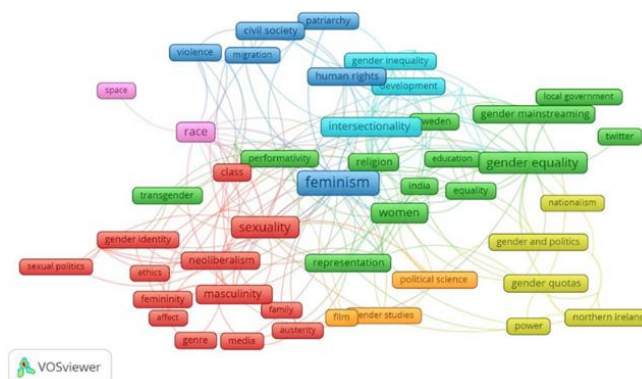 patriarchy
civil society
violence
migration
gender inequality
human rights
development
space
local government
race
intersectionality
sweden
gender mainstreaming
twitter
performativity
religion
education
gender equality
class
feminism
india
equality
transgender
women
nationalism
sexuality
gender identity
gender and politics
sexual politics
ethics
neoliberalism
representation
political science
gender quotas
femininity
masculinity
affect
family
film
gender studies
northern ireland
genre
media
austerity
power
VOSviewer